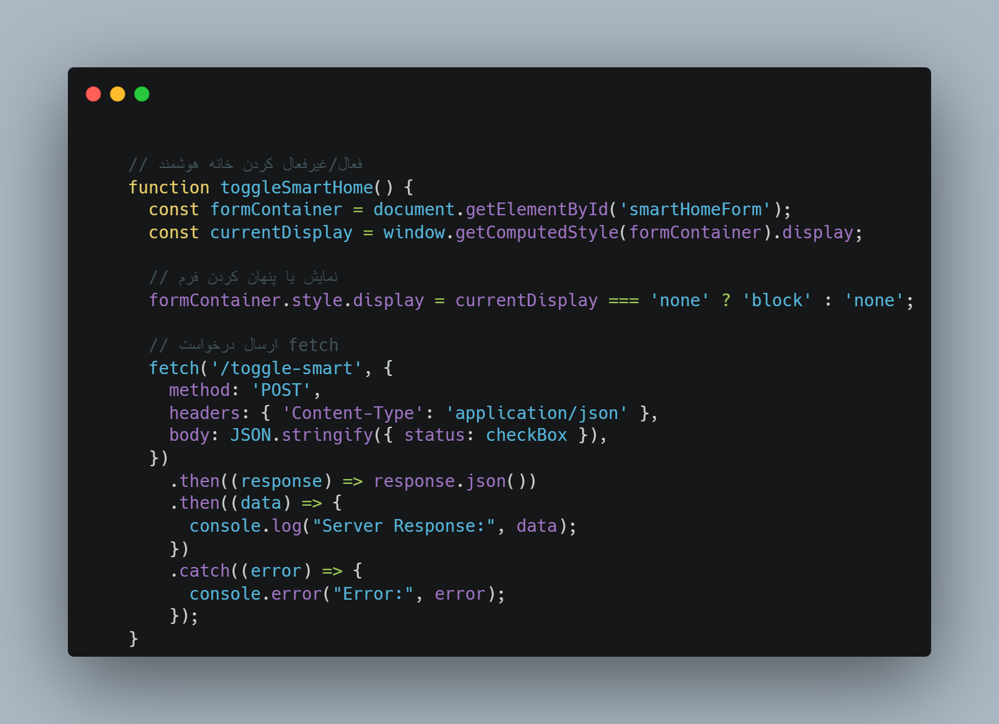 // فعال/غیرفعال کردن خانه هوشمند
function toggleSmartHome() {
const formContainer = document.getElementById('smartHomeForm');
const currentDisplay = window.getComputedStyle(formContainer).display;
// نمایش یا پنهان کردن فرم
formContainer.style.display = currentDisplay === 'none' ? 'block' : 'none';
// ارسال درخواست fetch
fetch('/toggle-smart', {
method: 'POST',
headers: { 'Content-Type': 'application/json' },
body: JSON.stringify({ status: checkBox }),
})
.then((response) => response.json())
.then((data) => {
console.log("Server Response:", data);
})
.catch((error) => {
console.error("Error:", error);
});
}